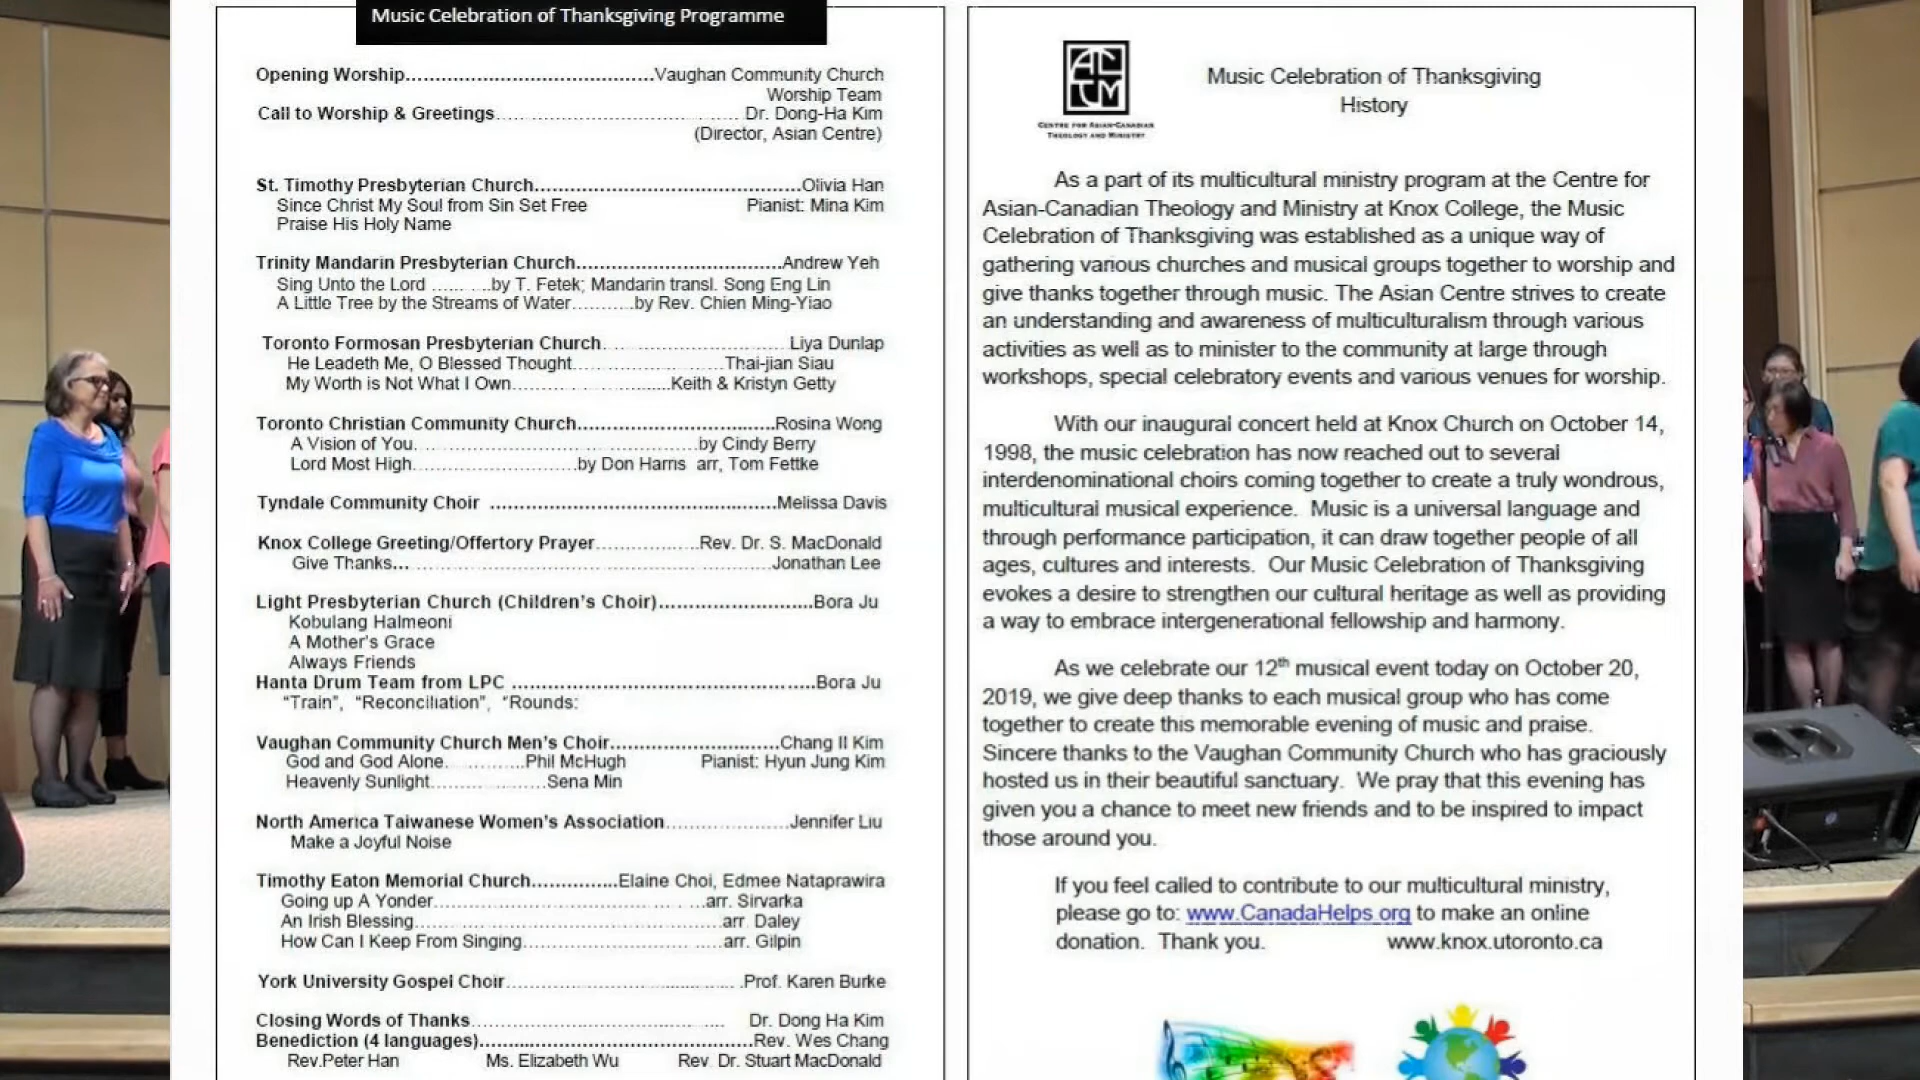 Music Celebration of Thanksgiving Programme
Opening Worship..........................................Vaughan Community Church
Worship Team
Call to Worship & Greetings..........................................Dr. Dong-Ha Kim
(Director, Asian Centre)
St. Timothy Presbyterian Church..........................................Olivia Han
Since Christ My Soul from Sin Set Free Pianist: Mina Kim
Praise His Holy Name
Trinity Mandarin Presbyterian Church..................................Andrew Yeh
Sing Unto the Lord ..........by T. Fetek; Mandarin transl. Song Eng Lin
A Little Tree by the Streams of Water..........by Rev. Chien Ming-Yiao
Toronto Formosan Presbyterian Church.............................. Liya Dunlap
He Leadeth Me, O Blessed Thought........................Thai-jian Siau
My Worth is Not What I Own..........................Keith & Kristyn Getty
Toronto Christian Community Church................................Rosina Wong
A Vision of You..............................................by Cindy Berry
Lord Most High...........................by Don Harris arr, Tom Fettke
Tyndale Community Choir ..............................................Melissa Davis
Knox College Greeting/Offertory Prayer.................Rev. Dr. S. MacDonald
Give Thanks... ........................................................Jonathan Lee
Light Presbyterian Church (Children’s Choir).........................Bora Ju
Kobulang Halmeoni
A Mother’s Grace
Always Friends
Hanta Drum Team from LPC ................................................Bora Ju
“Train”, “Reconciliation”, “Rounds:
Vaughan Community Church Men’s Choir...........................Chang Il Kim
God and God Alone.............Phil McHugh Pianist: Hyun Jung Kim
Heavenly Sunlight...................Sena Min
North America Taiwanese Women’s Association....................Jennifer Liu
Make a Joyful Noise
Timothy Eaton Memorial Church..............Elaine Choi, Edmee Nataprawira
Going up A Yonder............................................arr. Sirvarka
An Irish Blessing..................................................arr. Daley
How Can I Keep From Singing.................................arr. Gilpin
York University Gospel Choir.......................................Prof. Karen Burke
Closing Words of Thanks.......................................... Dr. Dong Ha Kim
Benediction (4 languages)..............................................Rev. Wes Chang
Rev.Peter Han Ms. Elizabeth Wu Rev. Dr. Stuart MacDonald
ACTM
CENTRE FOR ASIAN-CANADIAN
THEOLOGY AND MINISTRY
Music Celebration of Thanksgiving
History
As a part of its multicultural ministry program at the Centre for
Asian-Canadian Theology and Ministry at Knox College, the Music
Celebration of Thanksgiving was established as a unique way of
gathering various churches and musical groups together to worship and
give thanks together through music. The Asian Centre strives to create
an understanding and awareness of multiculturalism through various
activities as well as to minister to the community at large through
workshops, special celebratory events and various venues for worship.
With our inaugural concert held at Knox Church on October 14,
1998, the music celebration has now reached out to several
interdenominational choirs coming together to create a truly wondrous,
multicultural musical experience. Music is a universal language and
through performance participation, it can draw together people of all
ages, cultures and interests. Our Music Celebration of Thanksgiving
evokes a desire to strengthen our cultural heritage as well as providing
a way to embrace intergenerational fellowship and harmony.
As we celebrate our 12th musical event today on October 20,
2019, we give deep thanks to each musical group who has come
together to create this memorable evening of music and praise.
Sincere thanks to the Vaughan Community Church who has graciously
hosted us in their beautiful sanctuary. We pray that this evening has
given you a chance to meet new friends and to be inspired to impact
those around you.
If you feel called to contribute to our multicultural ministry,
please go to: www.CanadaHelps.org to make an online
donation. Thank you. www.knox.utoronto.ca